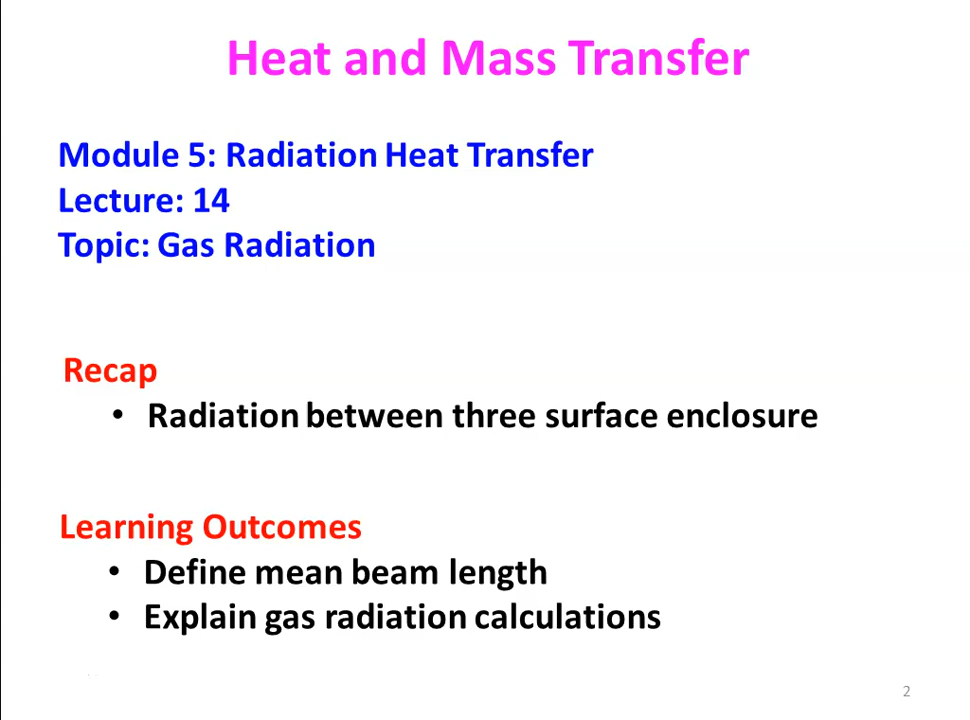 Heat and Mass Transfer
Module 5: Radiation Heat Transfer
Lecture: 14
Topic: Gas Radiation
Recap
• Radiation between three surface enclosure
Learning Outcomes
• Define mean beam length
• Explain gas radiation calculations
2